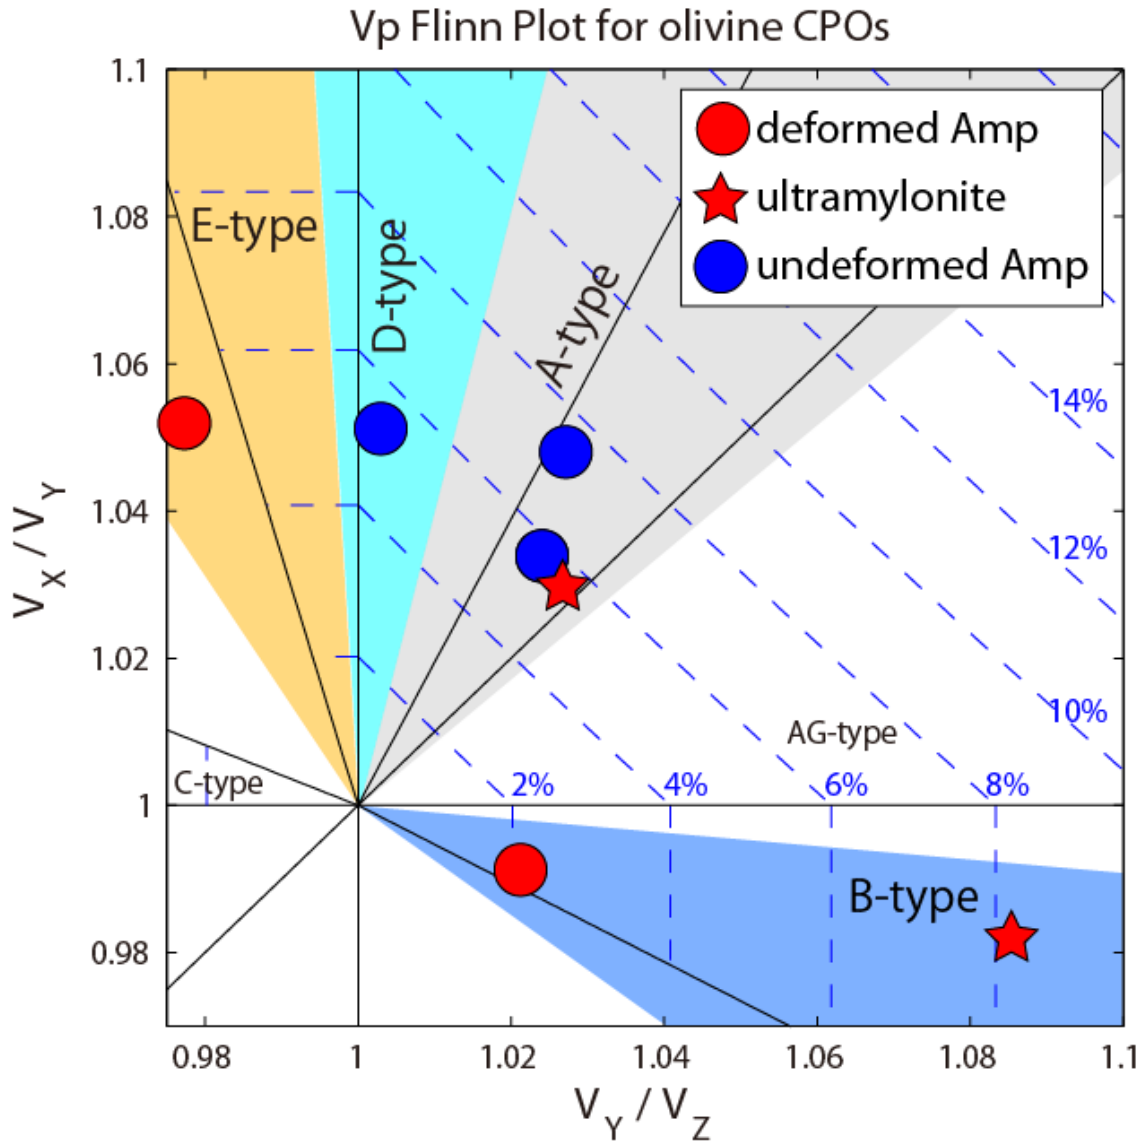 Vp Flinn Plot for olivine CPOs
1.1
1.08
1.06
1.04
1.02
1
0.98
V_X / V_Y
deformed Amp
ultramylonite
undeformed Amp
E-type
D-type
A-type
14%
12%
10%
AG-type
C-type
2%
4%
6%
8%
B-type
0.98
1
1.02
1.04
1.06
1.08
1.1
V_Y / V_Z